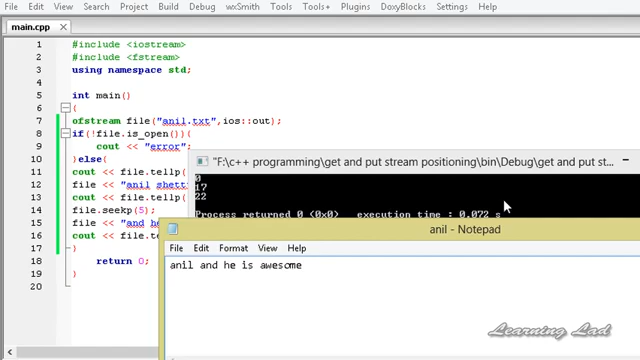 File Edit View Search Project Build Debug wxSmith Tools Tools+ Plugins DoxyBlocks Settings Help
main.cpp
1 #include <iostream>
2 #include <fstream>
3 using namespace std;
4
5 int main()
6 {
7 ofstream file("anil.txt",ios::out);
8 if(!file.is_open()){
9 cout << "error";
10 }else{
11 cout << file.tellp
12 file << "anil shett
13 cout << file.tellp
14 file.seekp(5);
15 file << "and he
16 cout << file.te
17 }
18 return 0;
19 }
20
"F:\c++ programming\get and put stream positioning\bin\Debug\get and put st...
0
17
22
Process returned 0 (0x0) execution time : 0.072 s
anil - Notepad
File Edit Format View Help
anil and he is awesome
Learning Lad